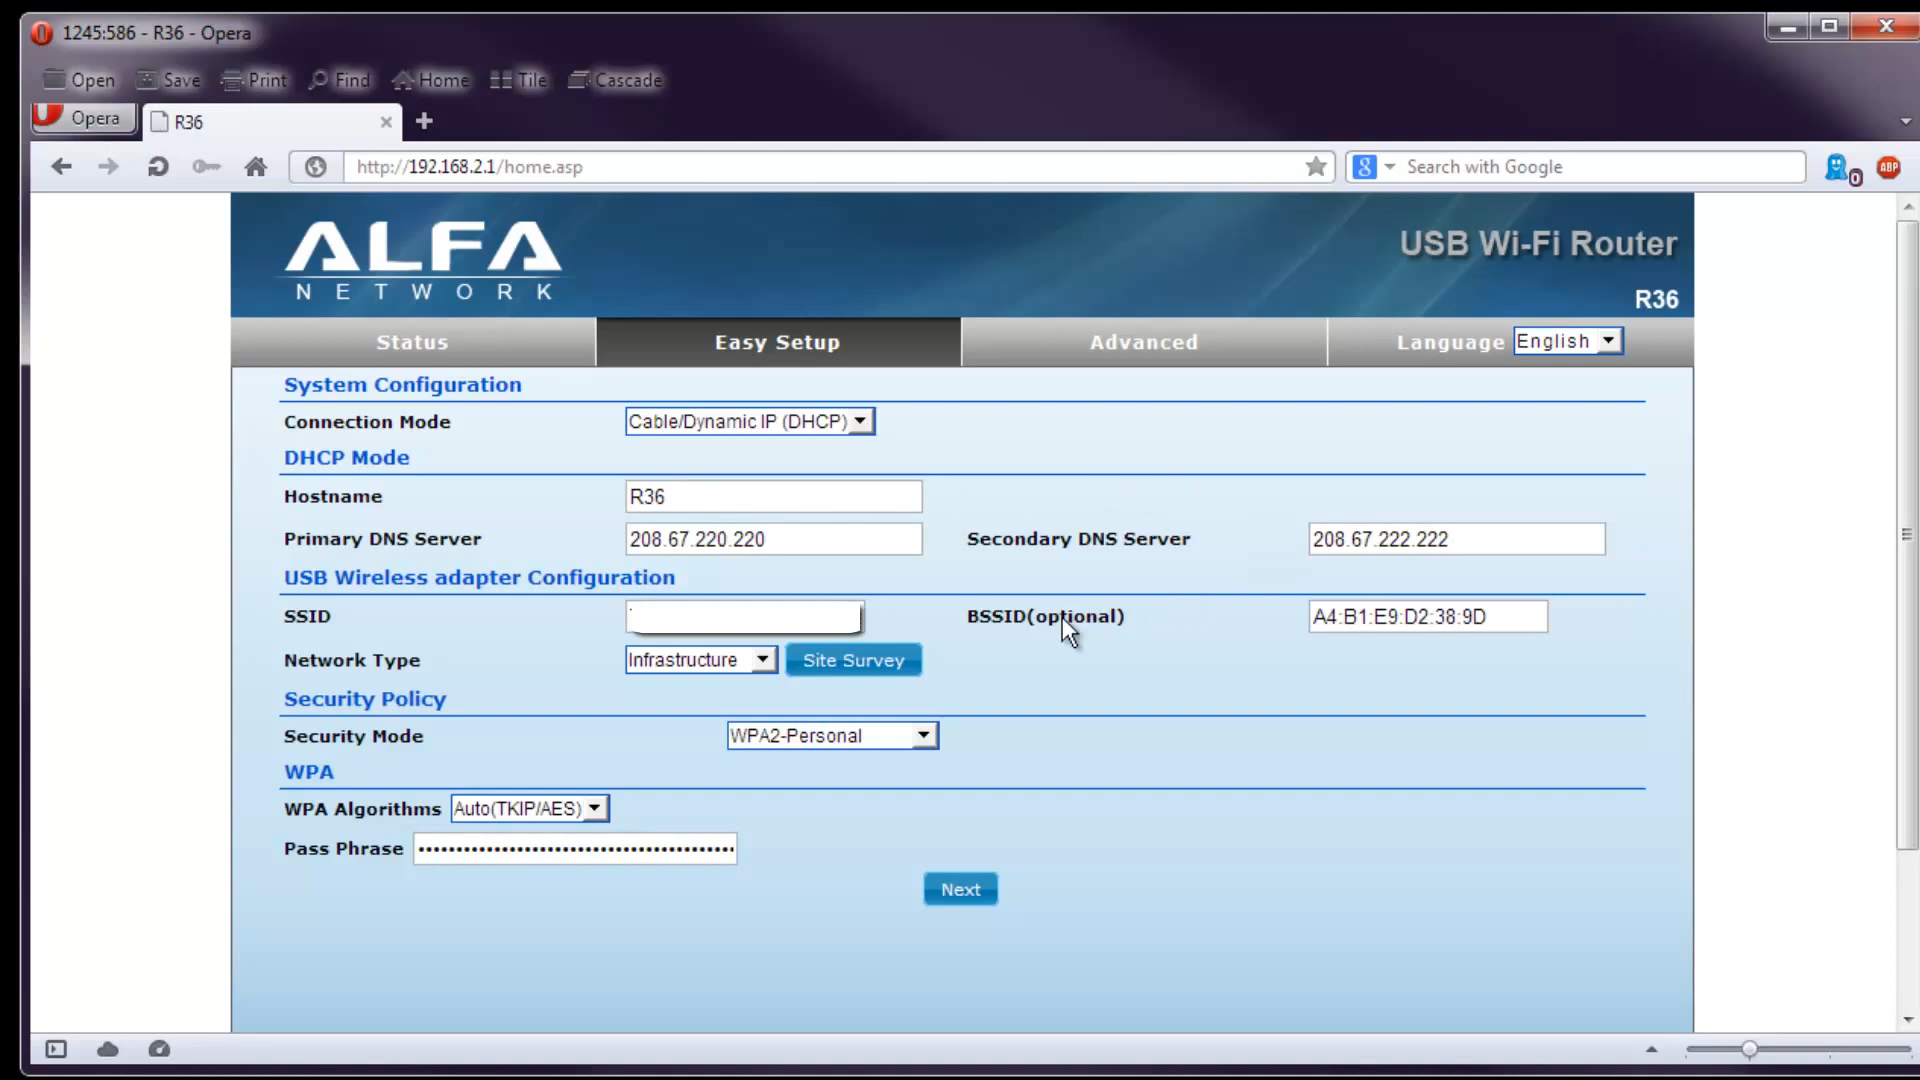 1245:586 - R36 - Opera
Open Save Print Find Home Tile Cascade
Opera R36
http://192.168.2.1/home.asp Search with Google 0 ABP
ALFA
NETWORK
USB Wi-Fi Router
R36
Status Easy Setup Advanced Language English
System Configuration
Connection Mode Cable/Dynamic IP (DHCP)
DHCP Mode
Hostname R36
Primary DNS Server 208.67.220.220 Secondary DNS Server 208.67.222.222
USB Wireless adapter Configuration
SSID BSSID(optional) A4:B1:E9:D2:38:9D
Network Type Infrastructure Site Survey
Security Policy
Security Mode WPA2-Personal
WPA
WPA Algorithms Auto(TKIP/AES)
Pass Phrase
Next